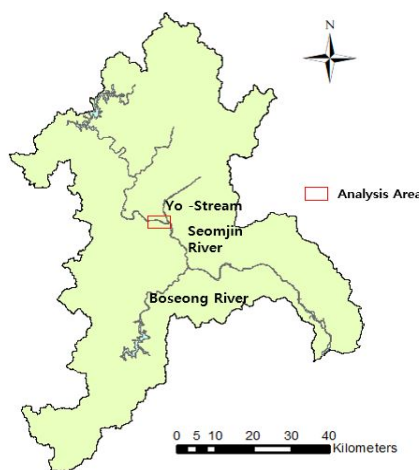 N
Yo -Stream
Analysis Area
Seomjin
River
Boseong River
0 5 10 20 30 40
Kilometers